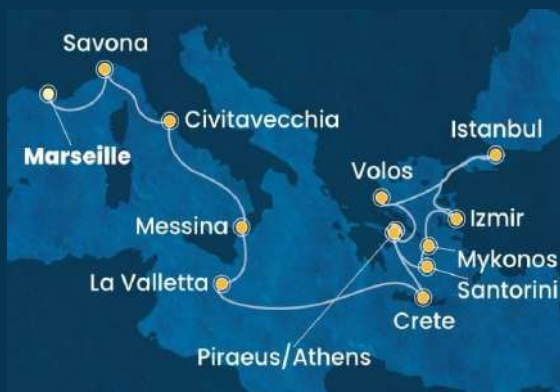 Savona
Civitavecchia
Istanbul
Marseille
Volos
Messina
Izmir
Mykonos
La Valletta
Santorini
Crete
Piraeus/Athens